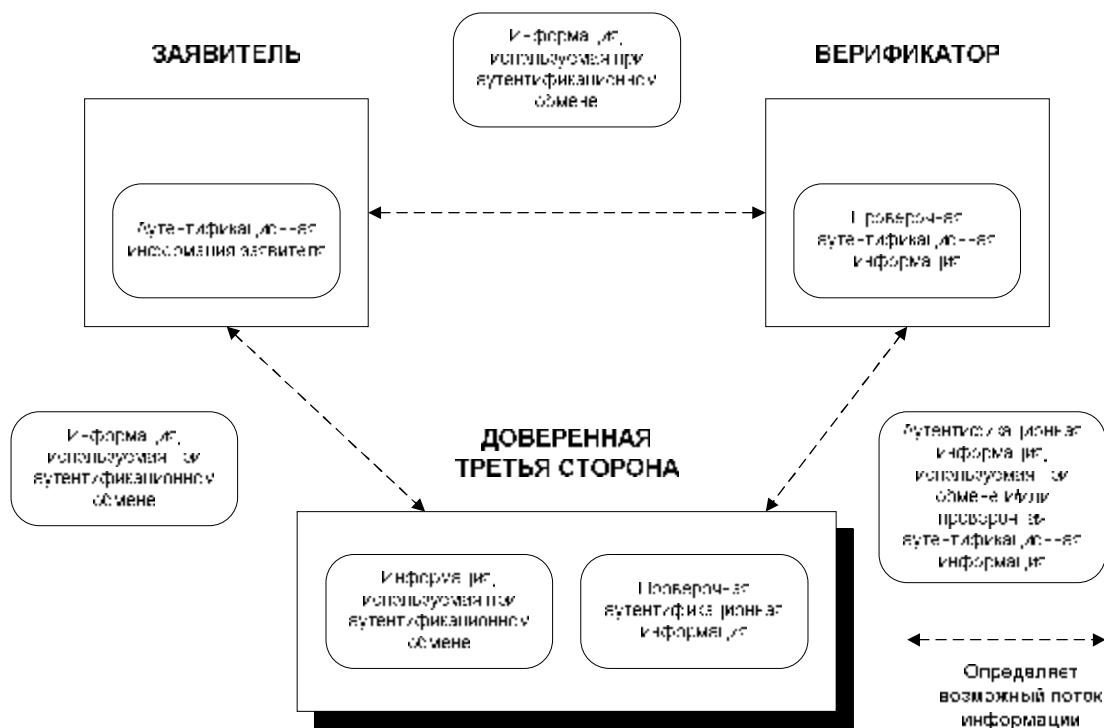 ЗАЯВИТЕЛЬ
Информация,
используемая при
аутентификационном
обмене
ВЕРИФИКАТОР
Аутентификационная
информация заявителя
Проверочная
аутентификационная
информация
Информация,
используемая при
аутентификационном
обмене
ДОВЕРЕННАЯ
ТРЕТЬЯ СТОРОНА
Аутентификационная
информация,
используемая при
обмене и/или
проверочная
аутентификационная
информация
Информация,
используемая при
аутентификационном
обмене
Проверочная
аутентификационная
информация
Определяет
возможный поток
информации